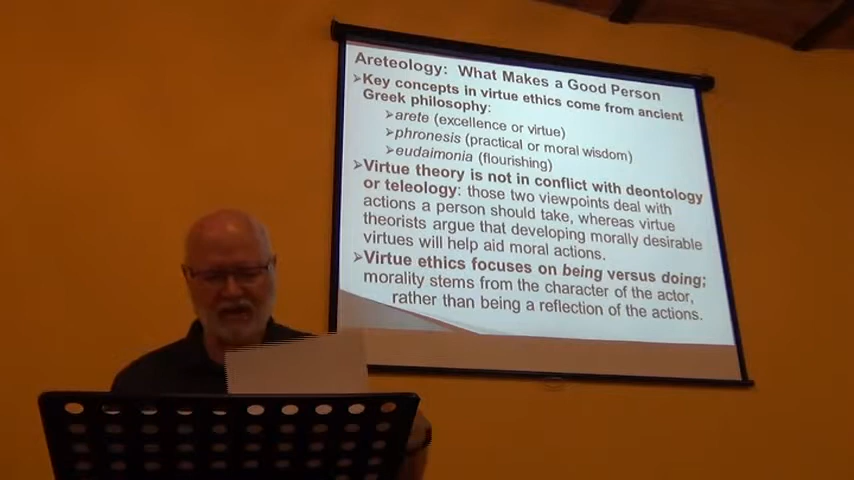 Areteology: What Makes a Good Person
➢Key concepts in virtue ethics come from ancient
Greek philosophy:
➢arete (excellence or virtue)
➢phronesis (practical or moral wisdom)
➢eudaimonia (flourishing)
➢Virtue theory is not in conflict with deontology
or teleology: those two viewpoints deal with
actions a person should take, whereas virtue
theorists argue that developing morally desirable
virtues will help aid moral actions.
➢Virtue ethics focuses on being versus doing;
morality stems from the character of the actor,
rather than being a reflection of the actions.